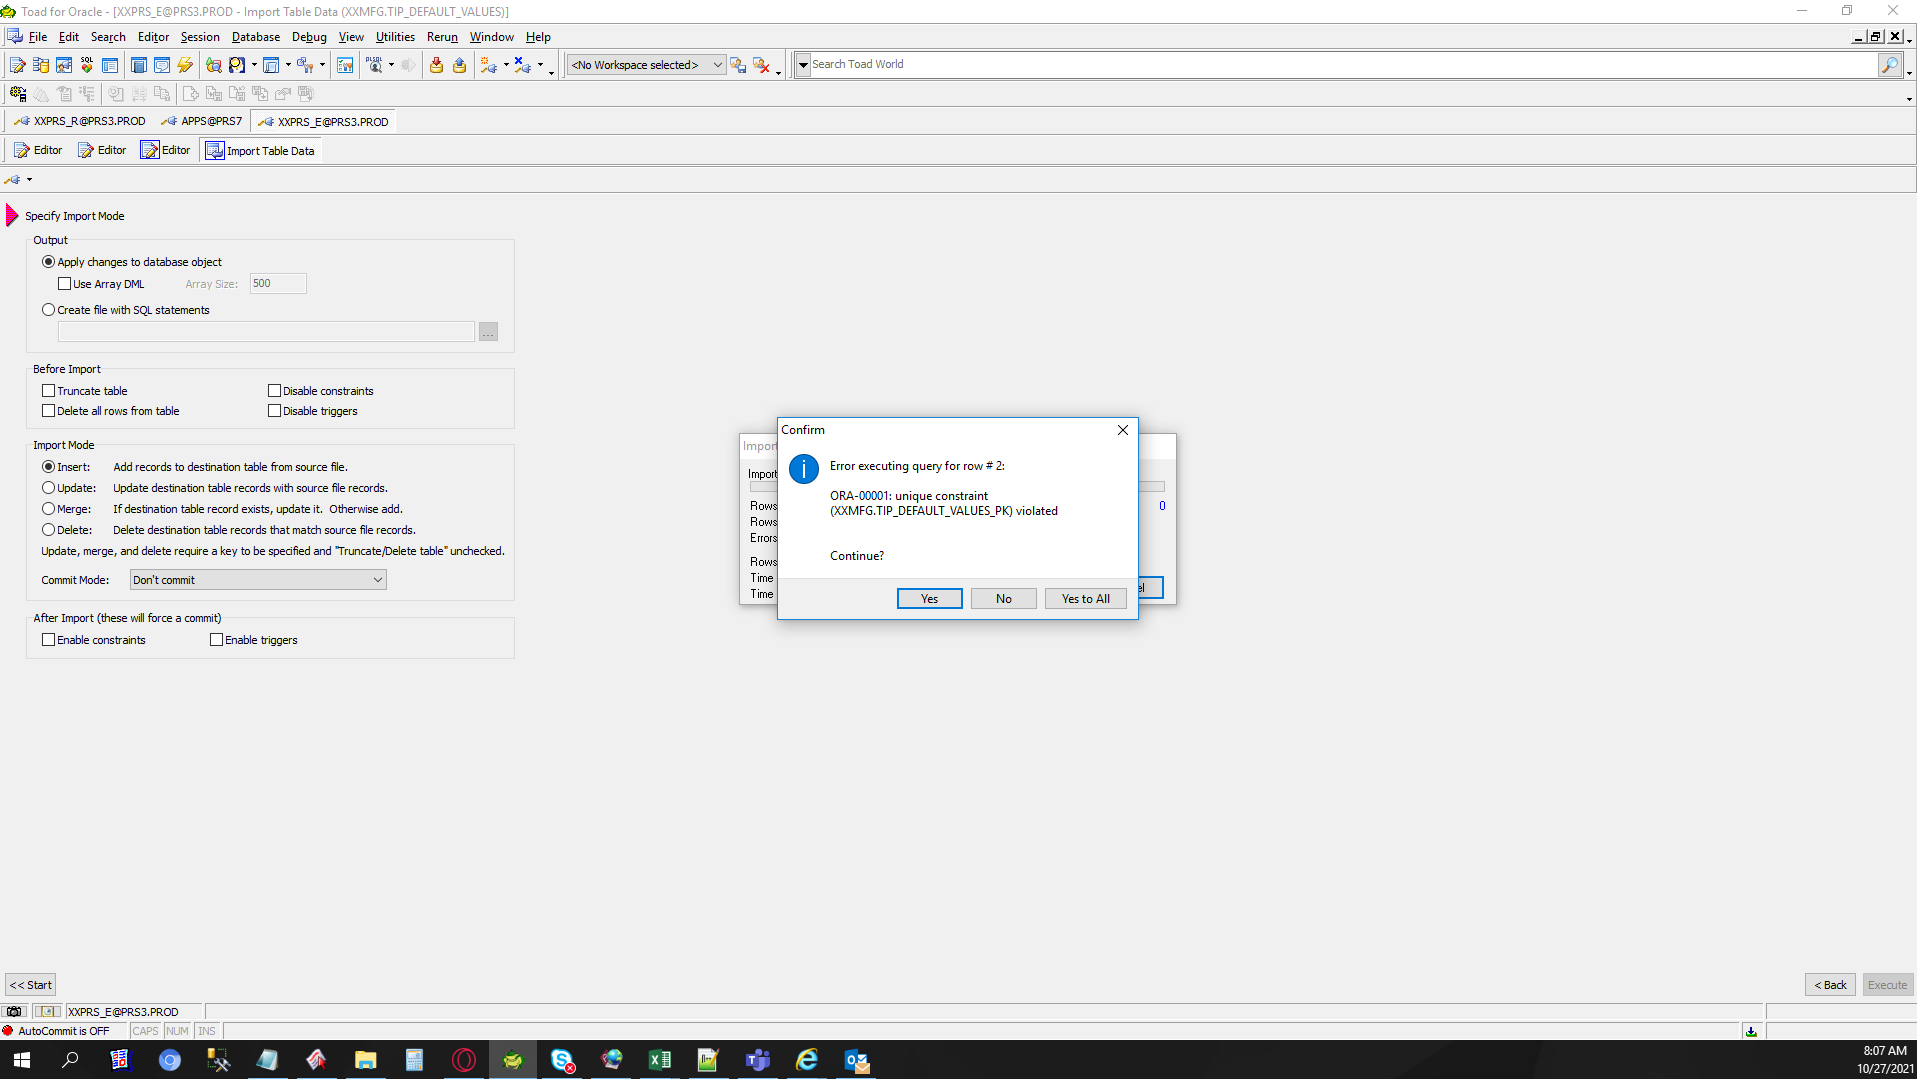 Toad for Oracle - [XXPRS_E@PRS3.PROD - Import Table Data (XXMFG.TIP_DEFAULT_VALUES)]
File Edit Search Editor Session Database Debug View Utilities Rerun Window Help
SQL
PLSQL
<No Workspace selected>
Search Toad World
XXPRS_R@PRS3.PROD APPS@PRS7 XXPRS_E@PRS3.PROD
Editor Editor Editor Import Table Data
Specify Import Mode
Output
Apply changes to database object
Use Array DML Array Size: 500
Create file with SQL statements
...
Before Import
Truncate table Disable constraints
Delete all rows from table Disable triggers
Import Mode
Insert: Add records to destination table from source file.
Update: Update destination table records with source file records.
Merge: If destination table record exists, update it. Otherwise add.
Delete: Delete destination table records that match source file records.
Update, merge, and delete require a key to be specified and "Truncate/Delete table" unchecked.
Commit Mode: Don't commit
After Import (these will force a commit)
Enable constraints Enable triggers
Import
Import
Rows 0
Rows
Errors
Rows
Time
Time
Confirm
Error executing query for row # 2:
ORA-00001: unique constraint
(XXMFG.TIP_DEFAULT_VALUES_PK) violated
Continue?
Yes No Yes to All
<< Start < Back Execute
XXPRS_E@PRS3.PROD
AutoCommit is OFF CAPS NUM INS
8:07 AM
10/27/2021